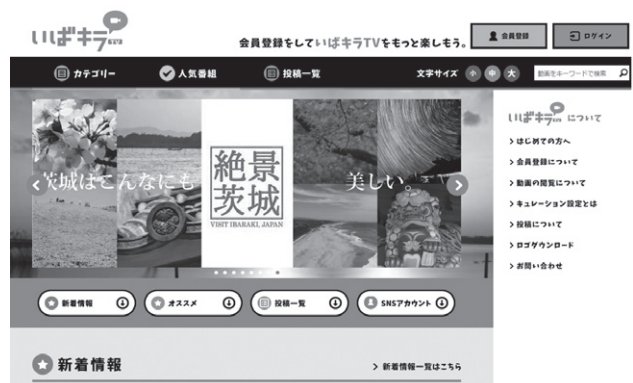 いばキラTV
会員登録をしていばキラTVをもっと楽しもう。
会員登録
ログイン
カテゴリー
人気番組
投稿一覧
文字サイズ 小 中 大
動画をキーワードで検索
茨城はこんなにも
絶景
茨城
VISIT IBARAKI, JAPAN
美しい
いばキラTV について
はじめての方へ
会員登録について
動画の閲覧について
キュレーション設定とは
投稿について
ロゴダウンロード
お問い合わせ
新着情報
オススメ
投稿一覧
SNSアカウント
新着情報
新着情報一覧はこちら